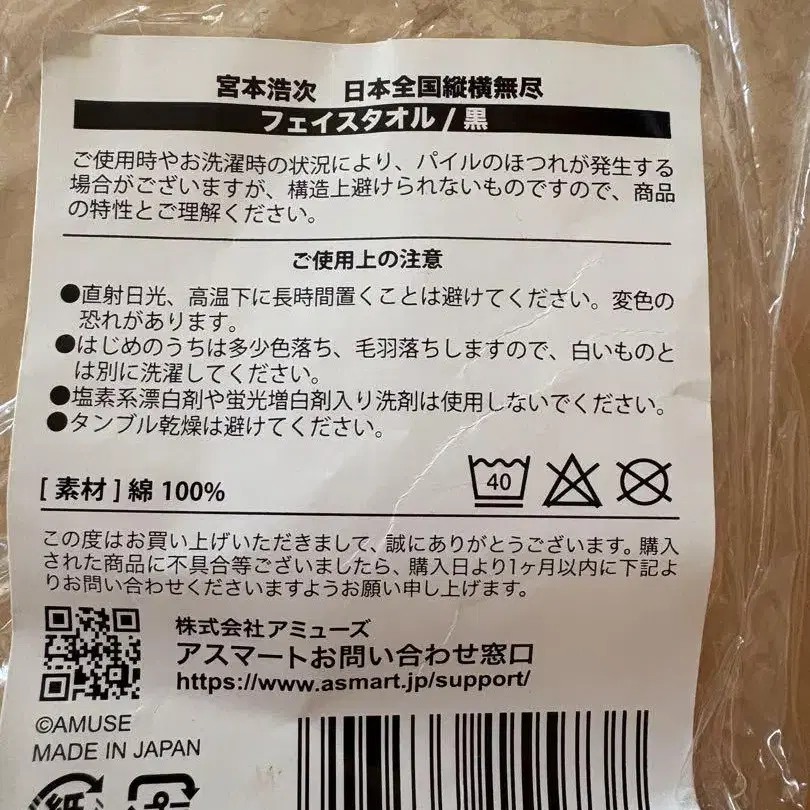 宮本浩次 日本全国縦横無尽
フェイスタオル / 黒
ご使用時やお洗濯時の状況により、パイルのほつれが発生する
場合がございますが、構造上避けられないものですので、商品
の特性とご理解ください。
ご使用上の注意
●直射日光、高温下に長時間置くことは避けてください。変色の
恐れがあります。
●はじめのうちは多少色落ち、毛羽落ちしますので、白いものと
は別に洗濯してください。
●塩素系漂白剤や蛍光増白剤入り洗剤は使用しないでください。
●タンブル乾燥は避けてください。
40
[ 素材 ] 綿 100%
この度はお買い上げいただきまして、誠にありがとうございます。購入
された商品に不具合等ございましたら、購入日より1ヶ月以内に下記よ
りお問い合わせくださいますようお願い申し上げます。
株式会社アミューズ
アスマートお問い合わせ窓口
https://www.asmart.jp/support/
©AMUSE
MADE IN JAPAN